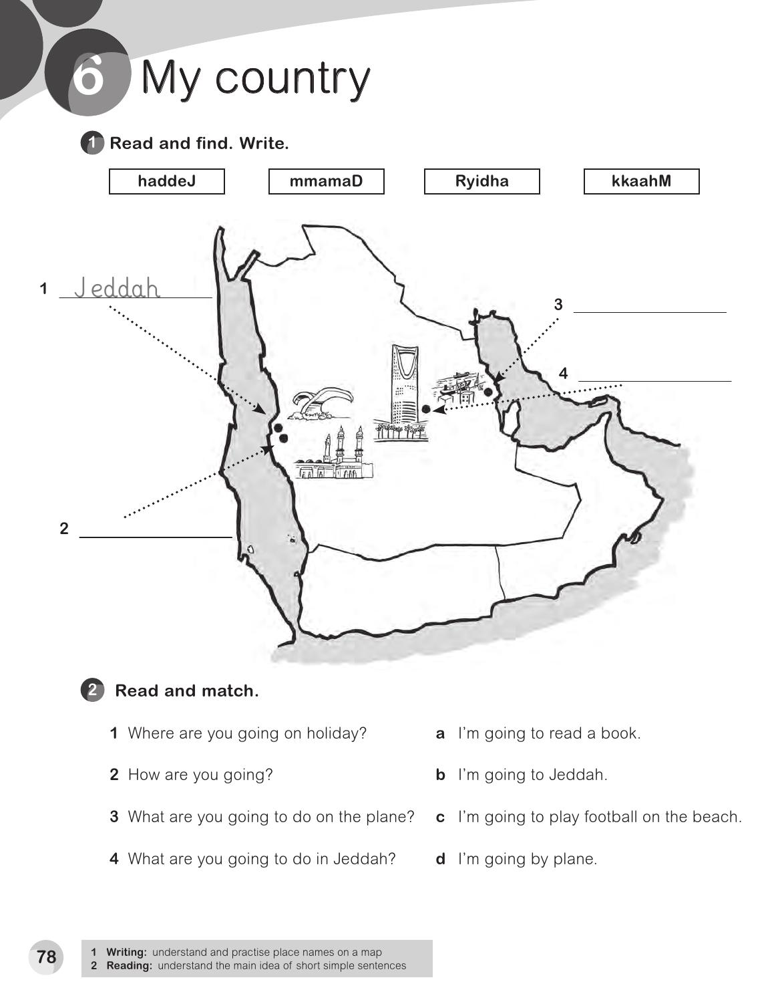 6 My country
1 Read and find. Write.
haddeJ mmamaD Ryidha kkaahM
1 Jeddah
3
4
2
2 Read and match.
1 Where are you going on holiday? a I'm going to read a book.
2 How are you going? b I'm going to Jeddah.
3 What are you going to do on the plane? c I'm going to play football on the beach.
4 What are you going to do in Jeddah? d I'm going by plane.
78
1 Writing: understand and practise place names on a map
2 Reading: understand the main idea of short simple sentences